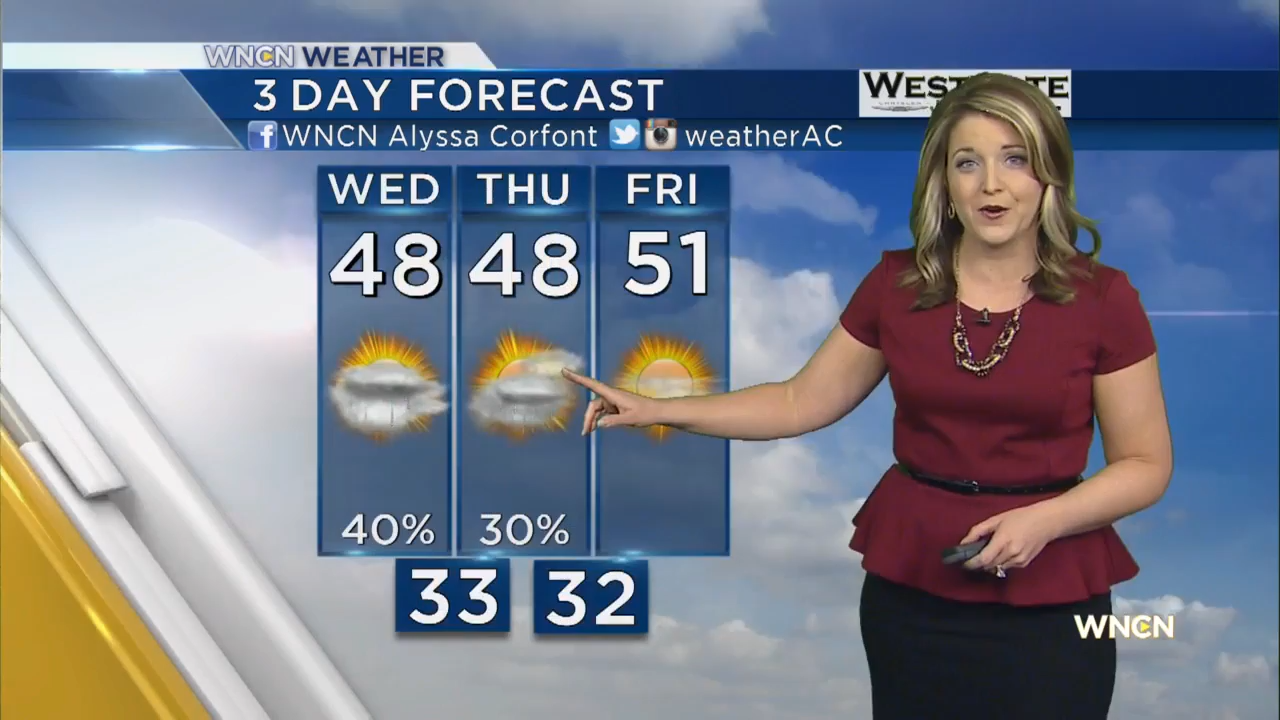 WNCN WEATHER
3 DAY FORECAST
WNCN Alyssa Corfont weatherAC
WED THU FRI
48 48 51
40% 30%
33 32
WNCN